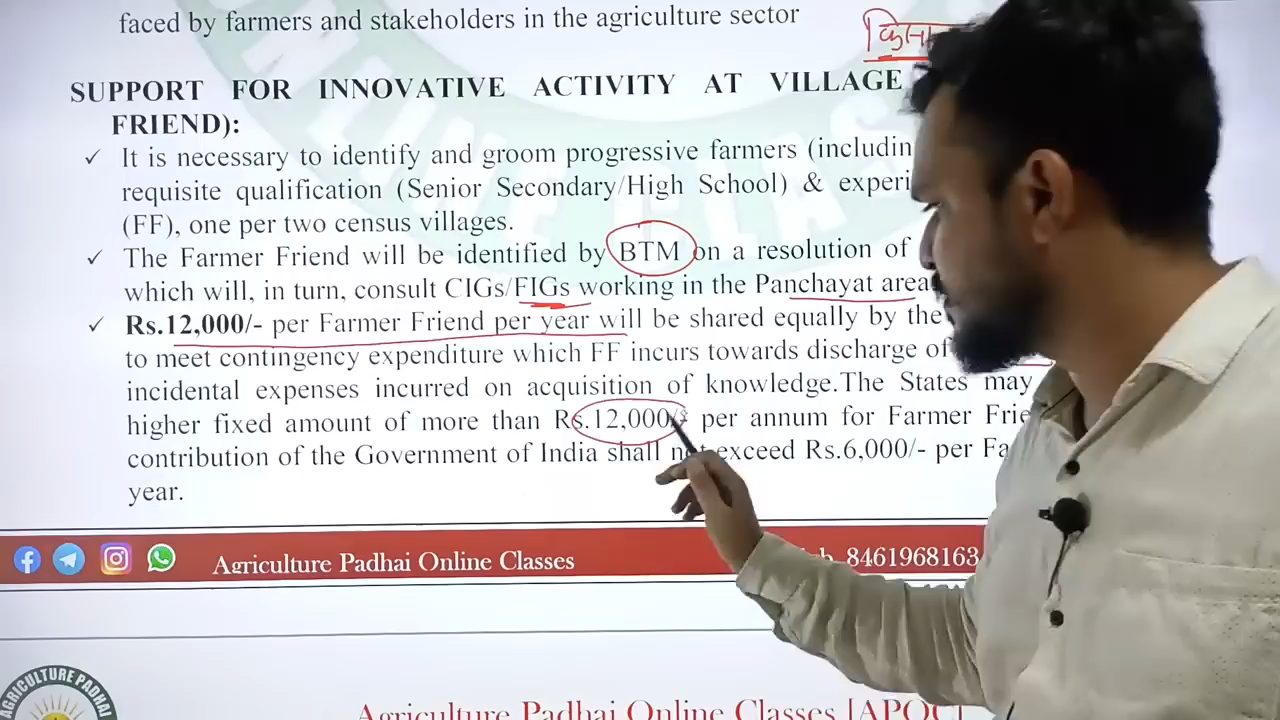 faced by farmers and stakeholders in the agriculture sector
SUPPORT FOR INNOVATIVE ACTIVITY AT VILLAGE
FRIEND):
✓ It is necessary to identify and groom progressive farmers
requisite qualification (Senior Secondary/High School) &
(FF), one per two census villages.
✓ The Farmer Friend will be identified by BTM on a resolution of
which will, in turn, consult CIGs/FIGs working in the Panchayat area
✓ Rs.12,000/- per Farmer Friend per year will be shared equally by the
to meet contingency expenditure which FF incurs towards discharge of
incidental expenses incurred on acquisition of knowledge.The States may
higher fixed amount of more than Rs.12,000/- per annum for Farmer
contribution of the Government of India shall not exceed Rs.6,000/- per
year.
Agriculture Padhai Online Classes
8461968163
AGRICULTURE PADHAI
Agriculture Padhai Online Classes [APOC]